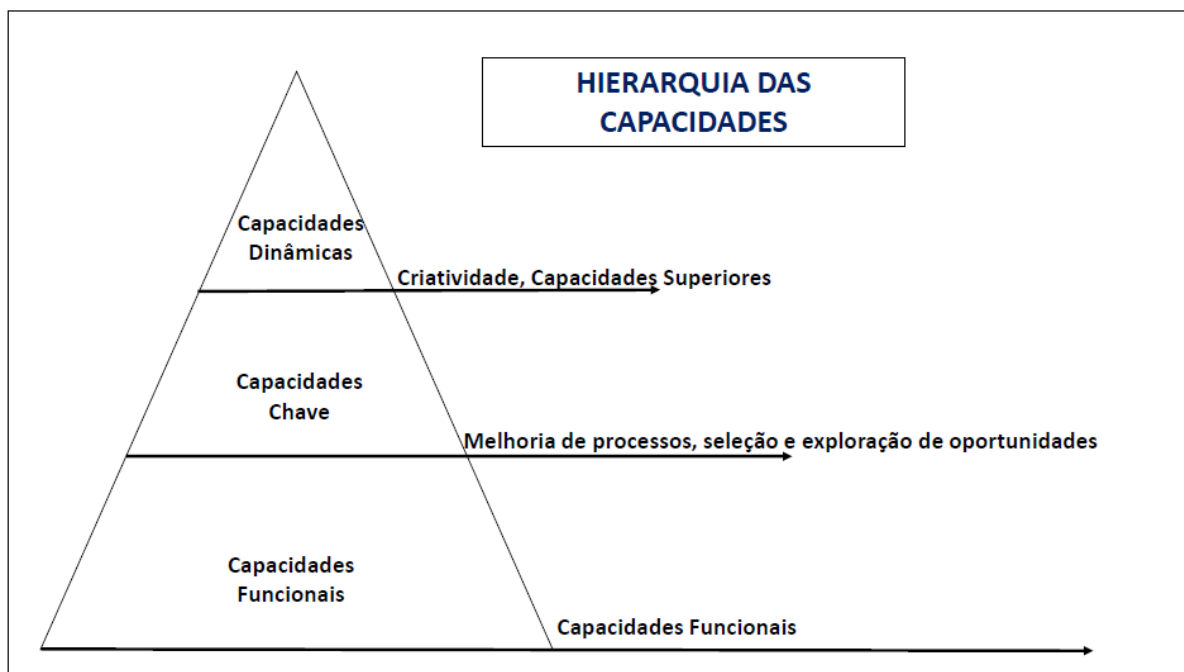 HIERARQUIA DAS
CAPACIDADES
Capacidades
Dinâmicas
Criatividade, Capacidades Superiores
Capacidades
Chave
Melhoria de processos, seleção e exploração de oportunidades
Capacidades
Funcionais
Capacidades Funcionais